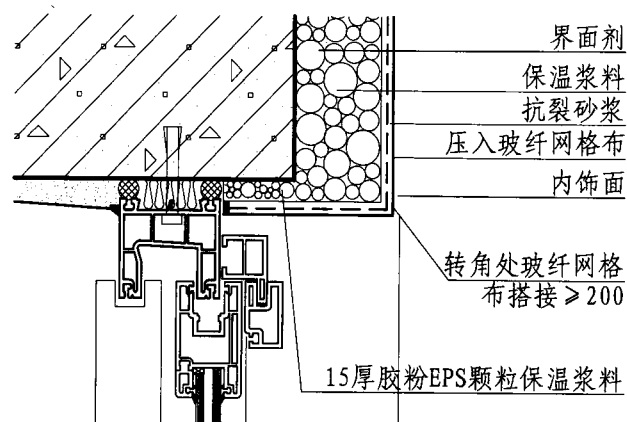 界面剂
保温浆料
抗裂砂浆
压入玻纤网格布
内饰面
转角处玻纤网格
布搭接≥200
15厚胶粉EPS颗粒保温浆料